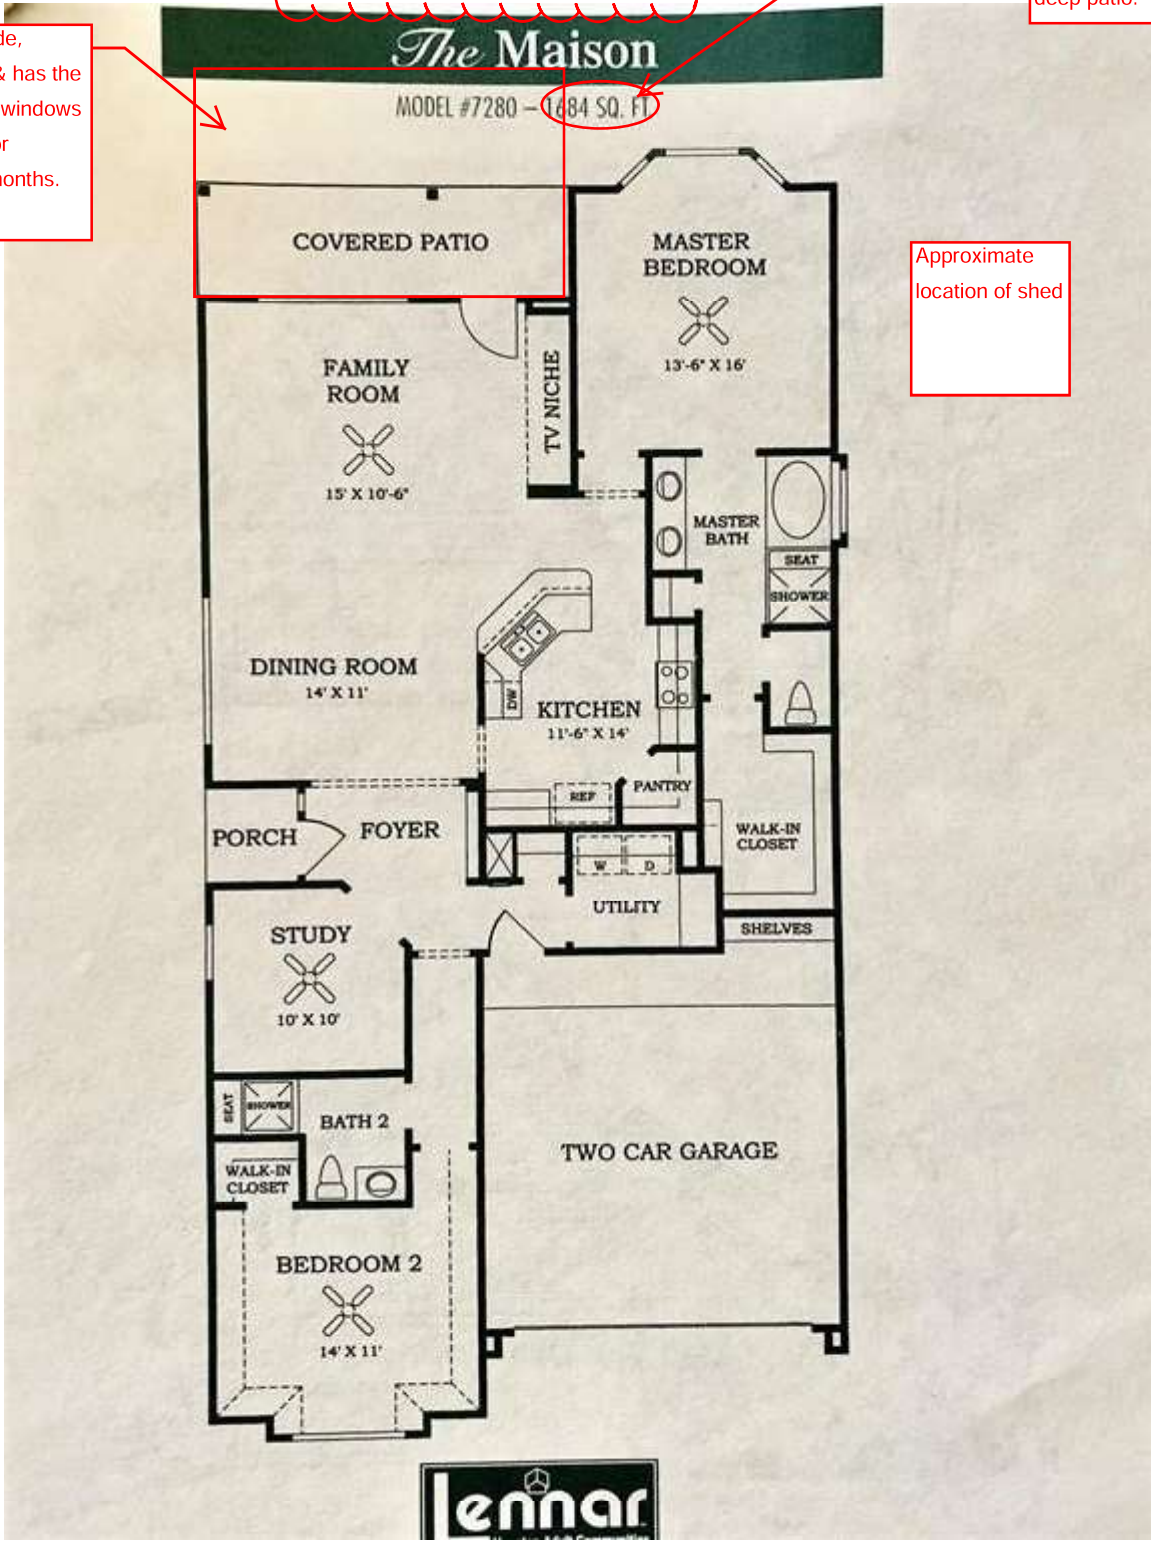 deep patio.
The Maison
de,
& has the
windows
or
onths.
MODEL #7280 – 1684 SQ. FT.
COVERED PATIO
MASTER
BEDROOM
13'-6" X 16'
Approximate
location of shed
FAMILY
ROOM
15' X 10'-6"
TV NICHE
MASTER
BATH
SEAT
SHOWER
DINING ROOM
14' X 11'
DW
KITCHEN
11'-6" X 14'
REF
PANTRY
PORCH
FOYER
WALK-IN
CLOSET
W D
UTILITY
SHELVES
STUDY
10' X 10'
SEAT
SHOWER
BATH 2
WALK-IN
CLOSET
TWO CAR GARAGE
BEDROOM 2
14' X 11'
Lennar